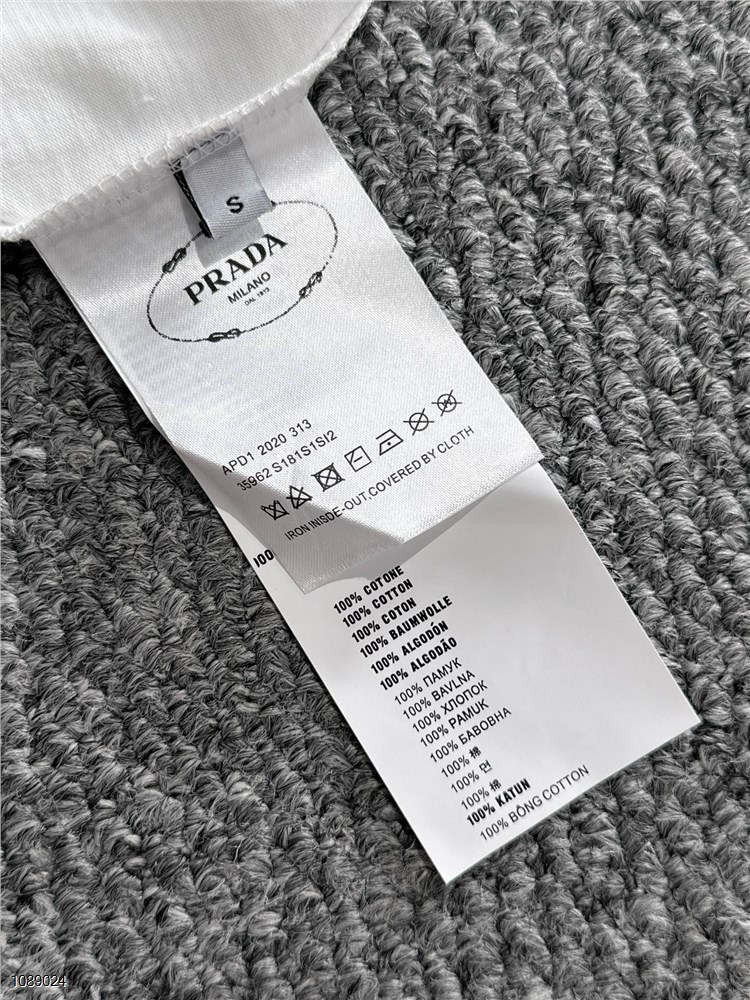 S
PRADA
MILANO
DAL 1913
APD1 2020 313
35962 S181S1SI2
IRON INISDE-OUT,COVERED BY CLOTH
100% COTONE
100% COTTON
100% COTON
100% BAUMWOLLE
100% ALGODÓN
100% ALGODÃO
100% ПАМУК
100% BAVLNA
100% ХЛОПОК
100% PAMUK
100% БАВОВНА
100% 棉
100% 면
100% 棉
100% KATUN
100% BÔNG COTTON
1089024